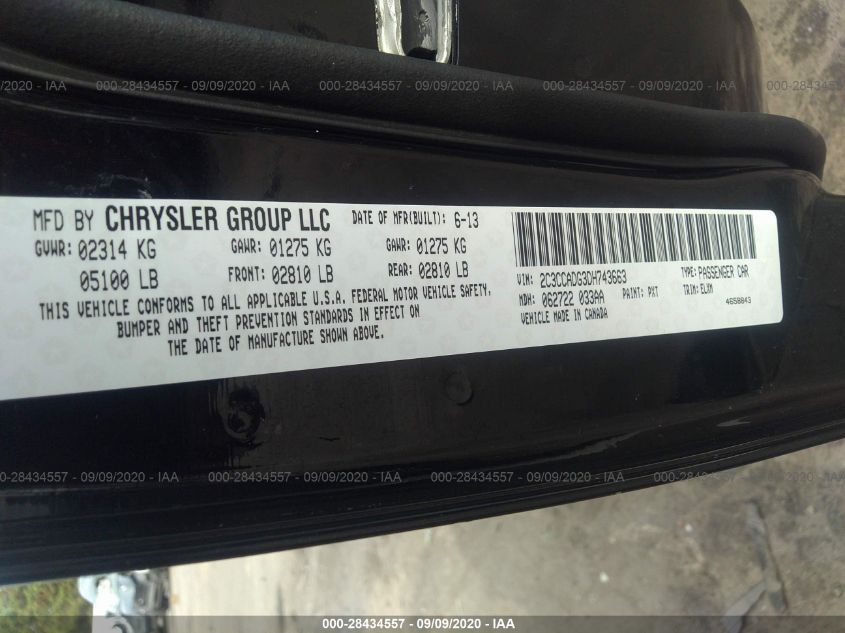 000-28434557 - 09/09/2020 - IAA
MFD BY CHRYSLER GROUP LLC
DATE OF MFR(BUILT): 6-13
GVWR: 02314 KG
GAWR: 01275 KG
GAWR: 01275 KG
05100 LB
FRONT: 02810 LB
REAR: 02810 LB
THIS VEHICLE CONFORMS TO ALL APPLICABLE U.S.A. FEDERAL MOTOR VEHICLE SAFETY.
BUMPER AND THEFT PREVENTION STANDARDS IN EFFECT ON
THE DATE OF MANUFACTURE SHOWN ABOVE.
VIN: 2C3CCADG3DH743663
TYPE: PASSENGER CAR
MDH: 062722 033AA
PAINT: PXT
TRIM: ELXM
VEHICLE MADE IN CANADA
4658843
000-28434557 - 09/09/2020 - IAA
000-28434557 - 09/09/2020 - IAA